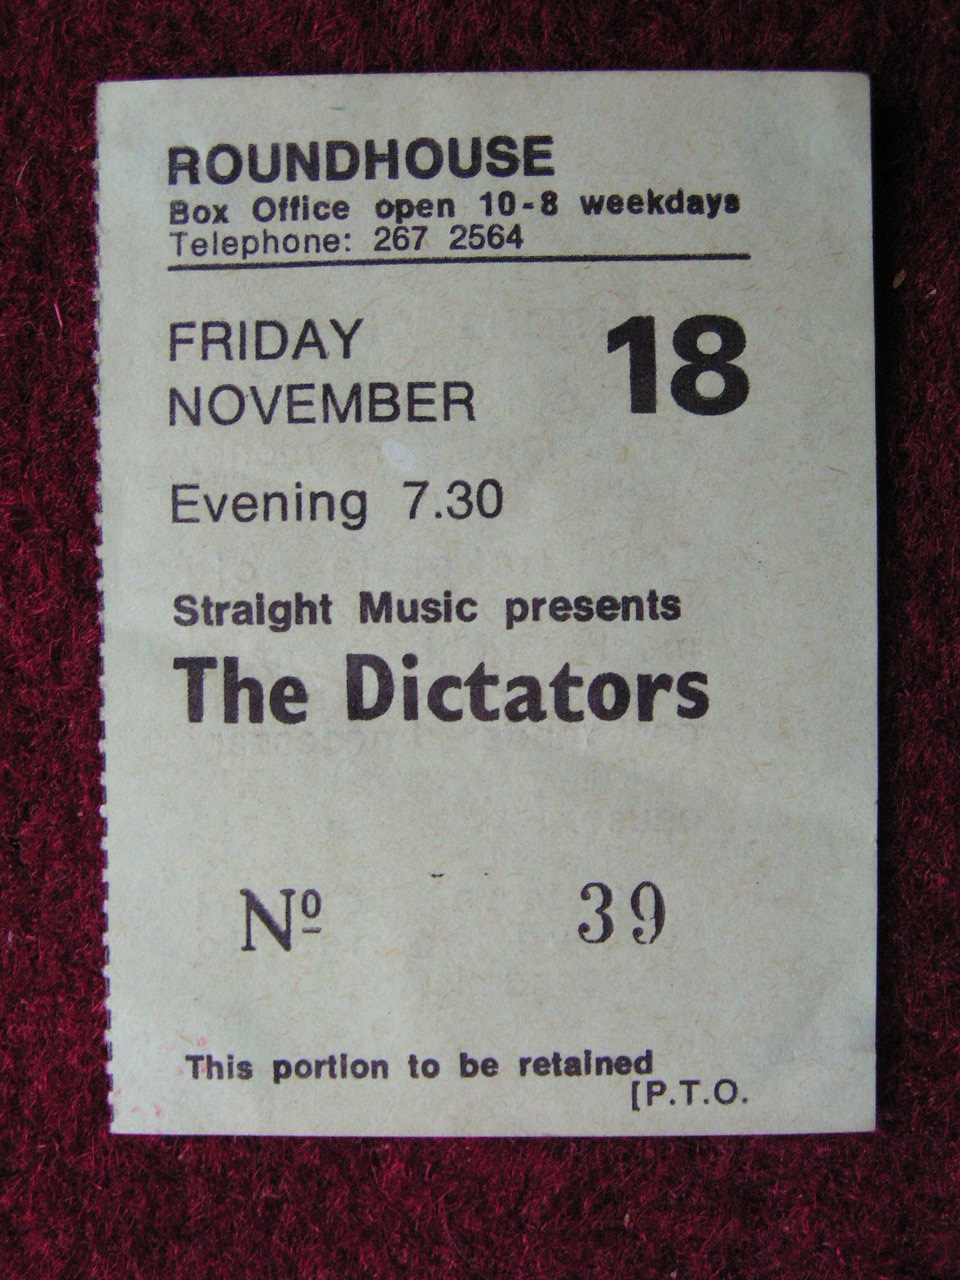 ROUNDHOUSE
Box Office open 10-8 weekdays
Telephone: 267 2564
FRIDAY 18
NOVEMBER
Evening 7.30
Straight Music presents
The Dictators
Nº 39
This portion to be retained
[P.T.O.